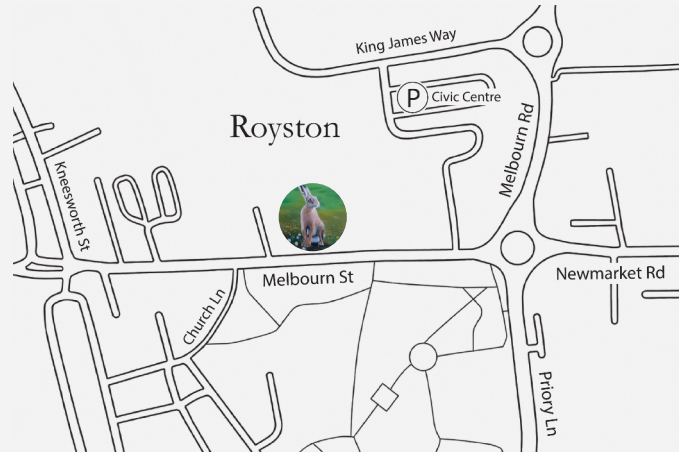 King James Way
P
Civic Centre
Royston
Melbourn Rd
Kneesworth St
Melbourn St
Newmarket Rd
Church Ln
Priory Ln